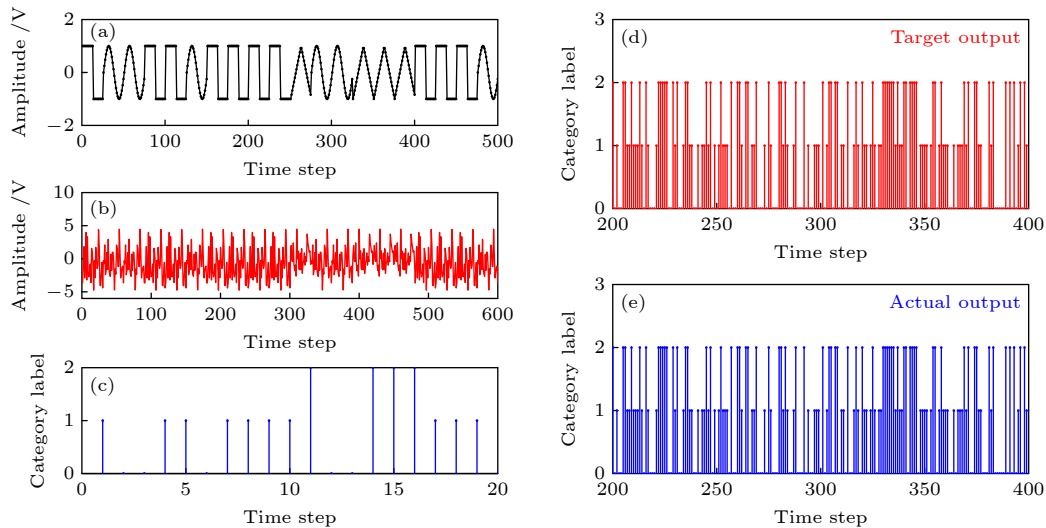 (a)
Amplitude /V
2
0
−2
0 100 200 300 400 500
Time step
(b)
Amplitude /V
10
5
0
−5
0 100 200 300 400 500 600
Time step
(c)
Category label
2
1
0
0 5 10 15 20
Time step
(d)
Target output
Category label
3
2
1
0
200 250 300 350 400
Time step
(e)
Actual output
Category label
3
2
1
0
200 250 300 350 400
Time step